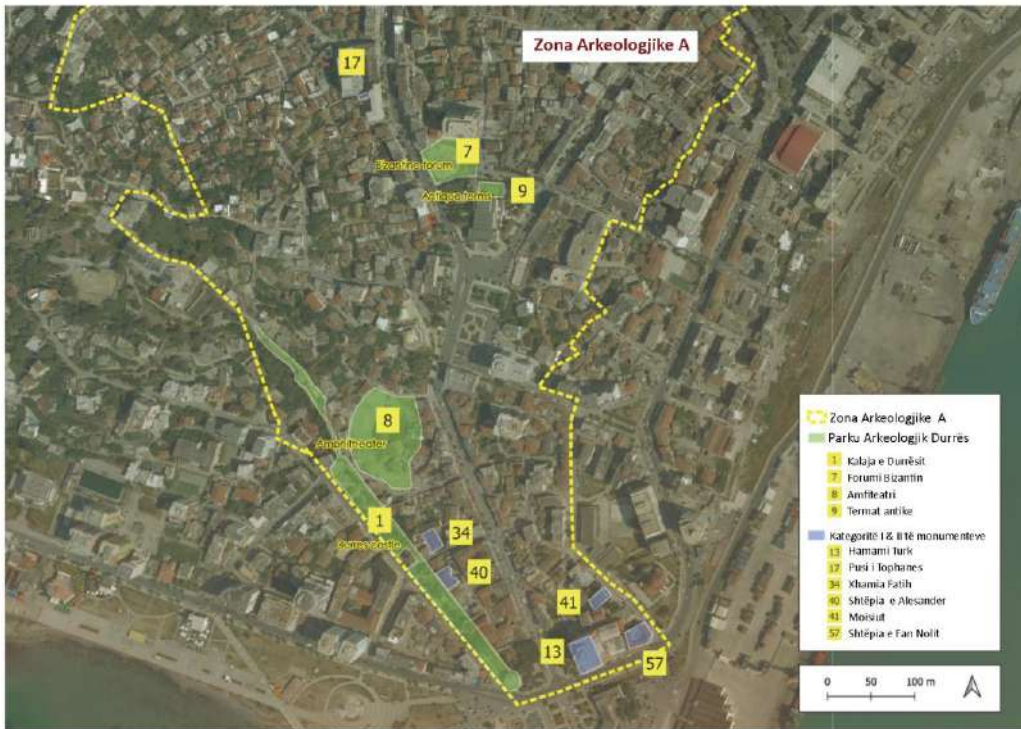 Zona Arkeologjike A
17
7
Bizantine forum
Antique terms
9
8
Amphitheater
1
Durres castle
34
40
41
13
57
Zona Arkeologjike A
Parku Arkeologjik Durrës
1 Kalaja e Durrësit
7 Forumi Bizantin
8 Amfiteatri
9 Termat antike
Kategoritë I & II të monumenteve
13 Hamami Turk
17 Pusi i Tophanes
34 Xhamia Fatih
40 Shtëpia e Alesander
41 Moisiut
57 Shtëpia e Fan Nolit
0 50 100 m